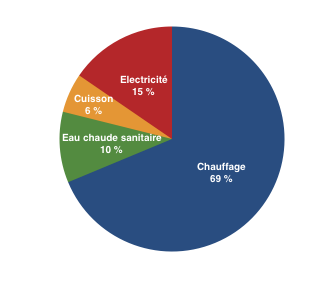 Electricité
15 %
Cuisson
6 %
Eau chaude sanitaire
10 %
Chauffage
69 %